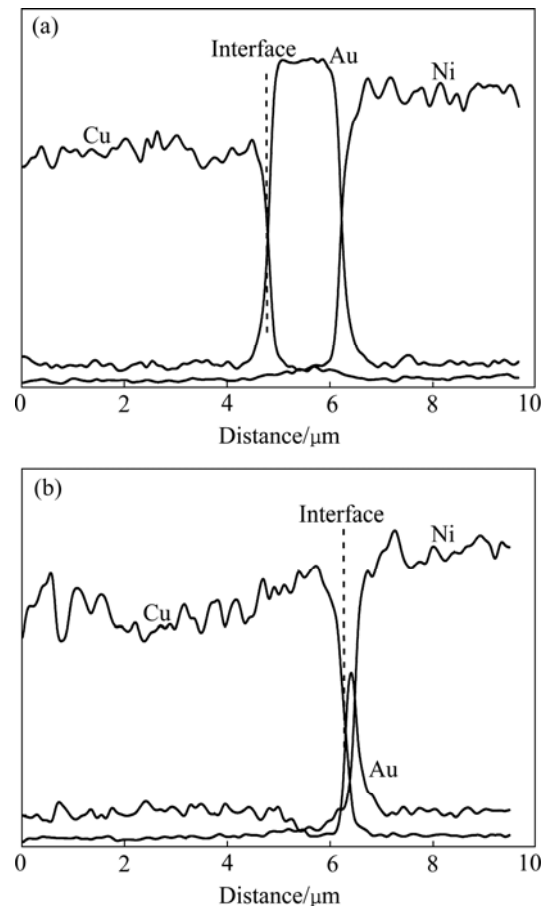 (a)
Interface
Au
Ni
Cu
0 2 4 6 8 10
Distance/μm
(b)
Interface
Ni
Cu
Au
0 2 4 6 8 10
Distance/μm